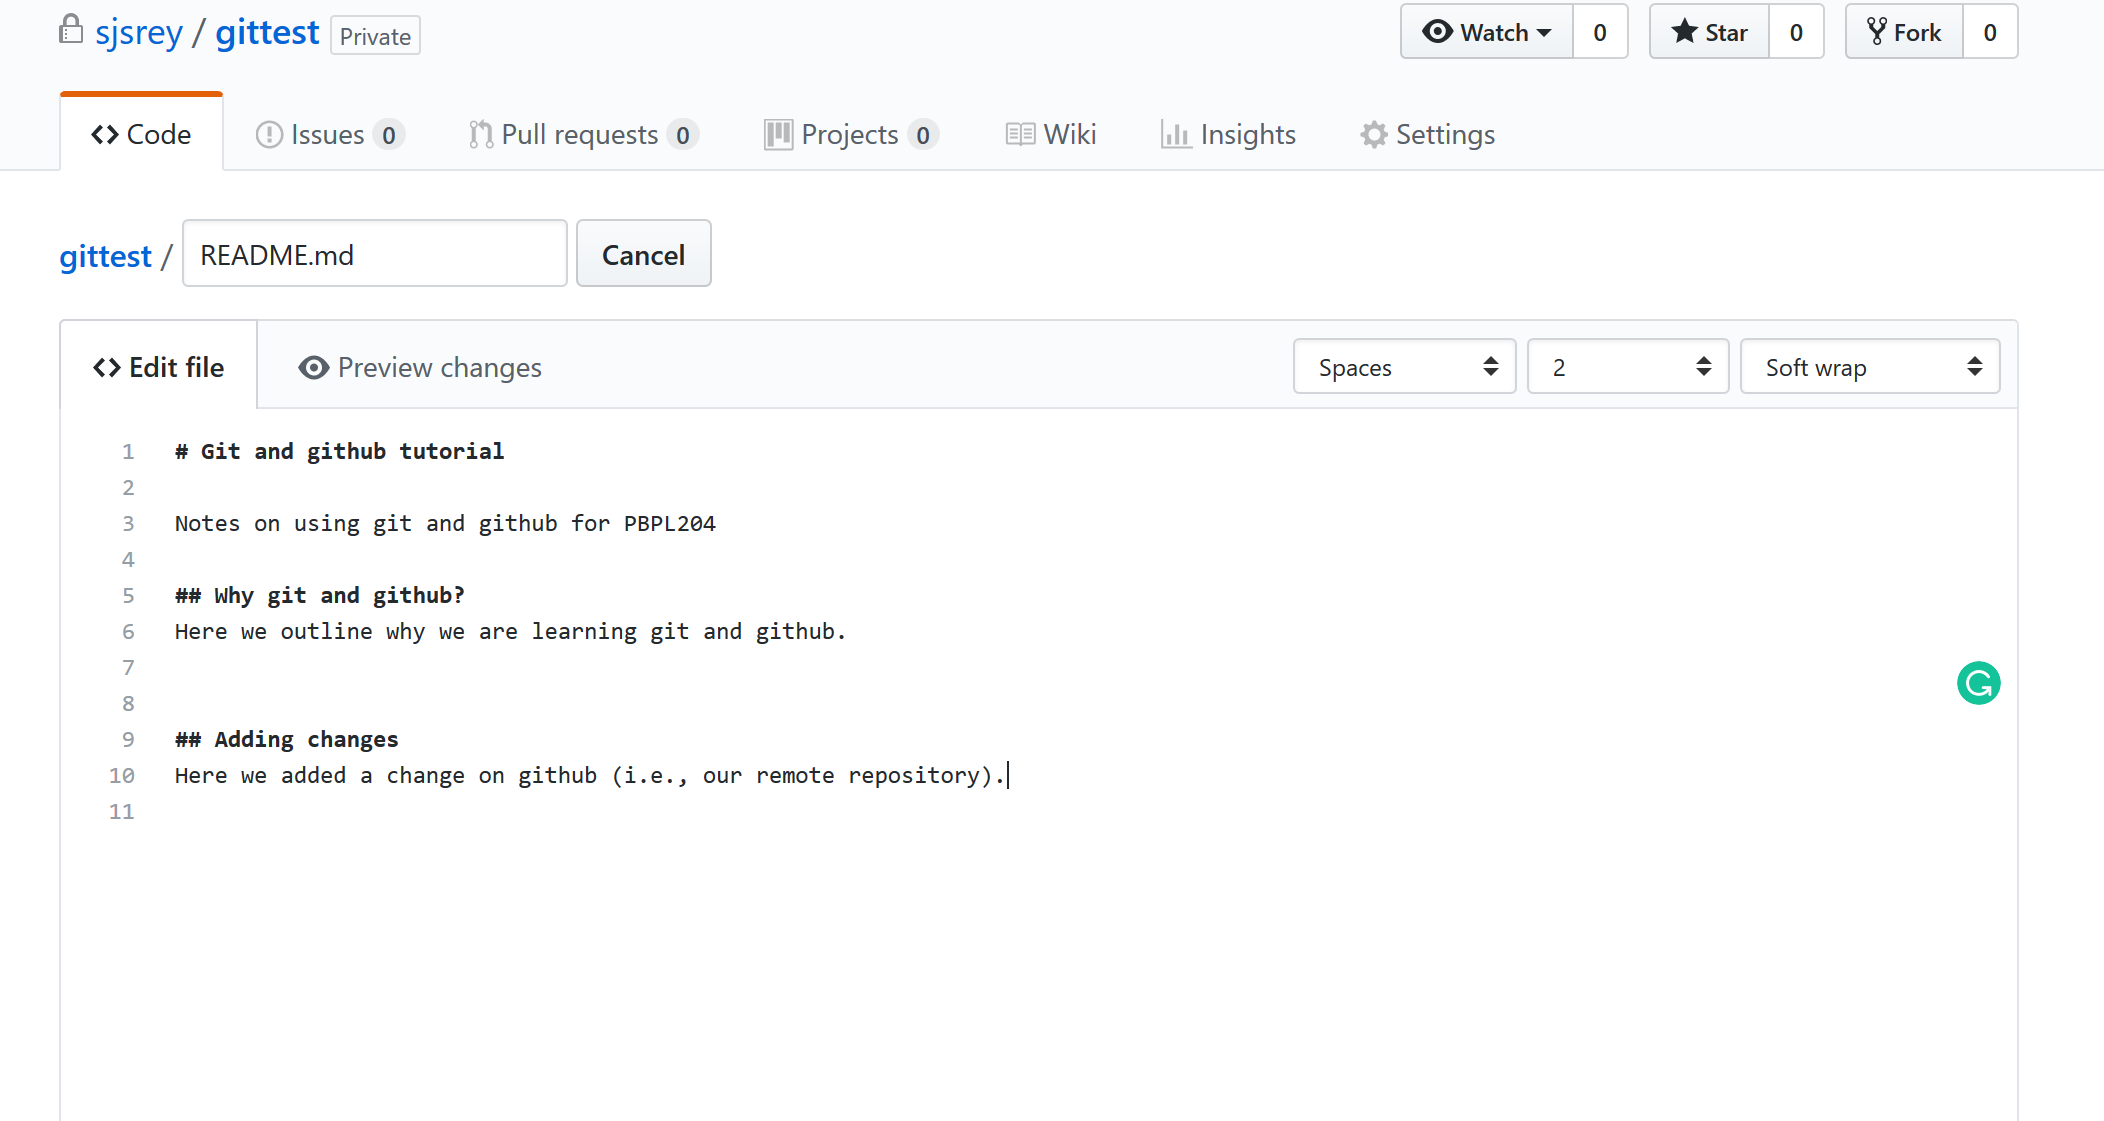 sjsrey / gittest Private
Watch 0 Star 0 Fork 0
Code Issues 0 Pull requests 0 Projects 0 Wiki Insights Settings
gittest / README.md Cancel
Edit file Preview changes Spaces 2 Soft wrap
1 # Git and github tutorial
2
3 Notes on using git and github for PBPL204
4
5 ## Why git and github?
6 Here we outline why we are learning git and github.
7
8
9 ## Adding changes
10 Here we added a change on github (i.e., our remote repository).
11